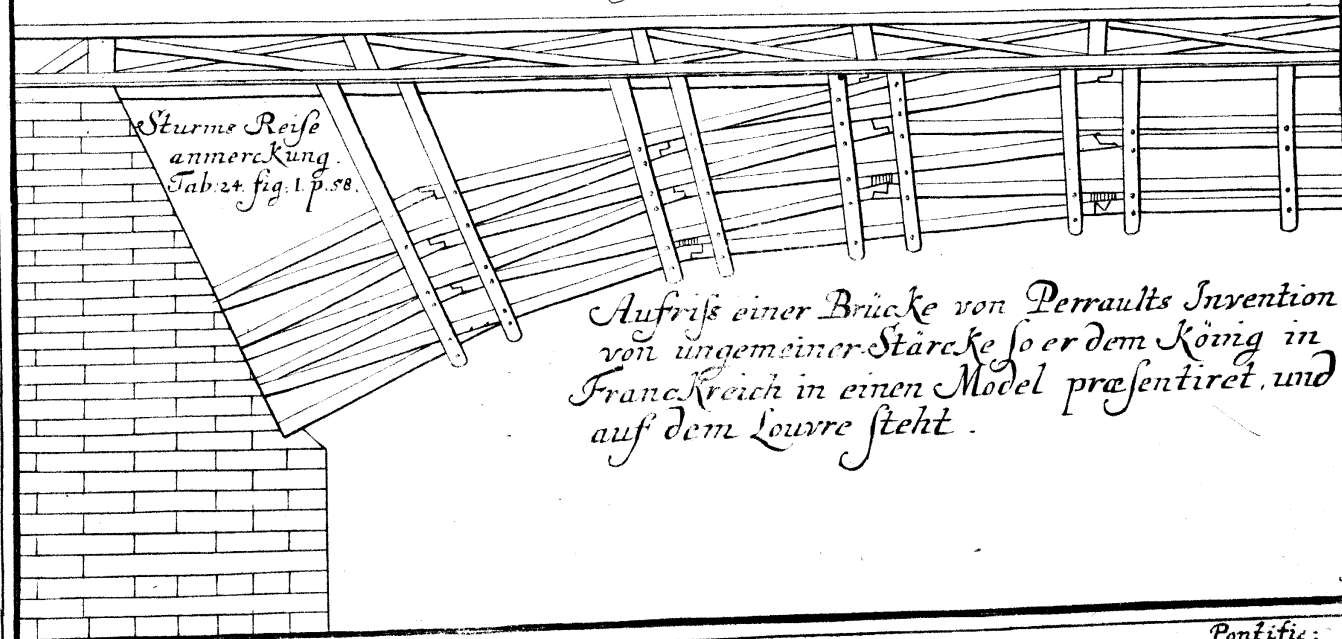 Sturms Reiſe
anmerckung.
Tab. 24. fig. 1. p. 58.
Aufriſs einer Brücke von Perraults Invention
von ungemeiner Stärcke ſo er dem Köinig in
Franckreich in einen Model præſentiret, und
auf dem Louvre ſteht.
Pontific: